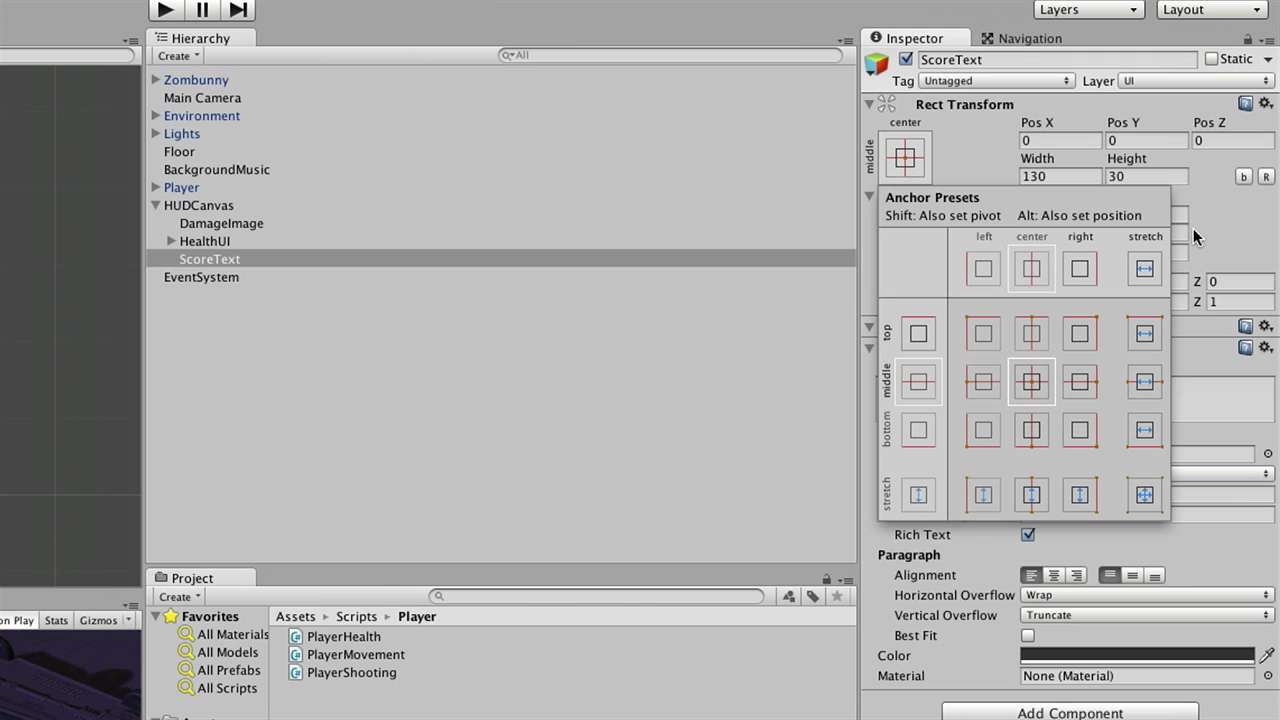 Layers
Layout
Hierarchy
Create
All
Zombunny
Main Camera
Environment
Lights
Floor
BackgroundMusic
Player
HUDCanvas
DamageImage
HealthUI
ScoreText
EventSystem
Inspector
Navigation
ScoreText
Static
Tag
Untagged
Layer
UI
Rect Transform
center
middle
Pos X
Pos Y
Pos Z
0
0
0
Width
Height
130
30
b
R
Anchor Presets
Shift: Also set pivot
Alt: Also set position
left
center
right
stretch
top
middle
bottom
stretch
Z
0
Z
1
Rich Text
Paragraph
Alignment
Horizontal Overflow
Wrap
Vertical Overflow
Truncate
Best Fit
Color
Material
None (Material)
Add Component
Project
Create
Favorites
All Materials
All Models
All Prefabs
All Scripts
Assets
Scripts
Player
PlayerHealth
PlayerMovement
PlayerShooting
on Play
Stats
Gizmos